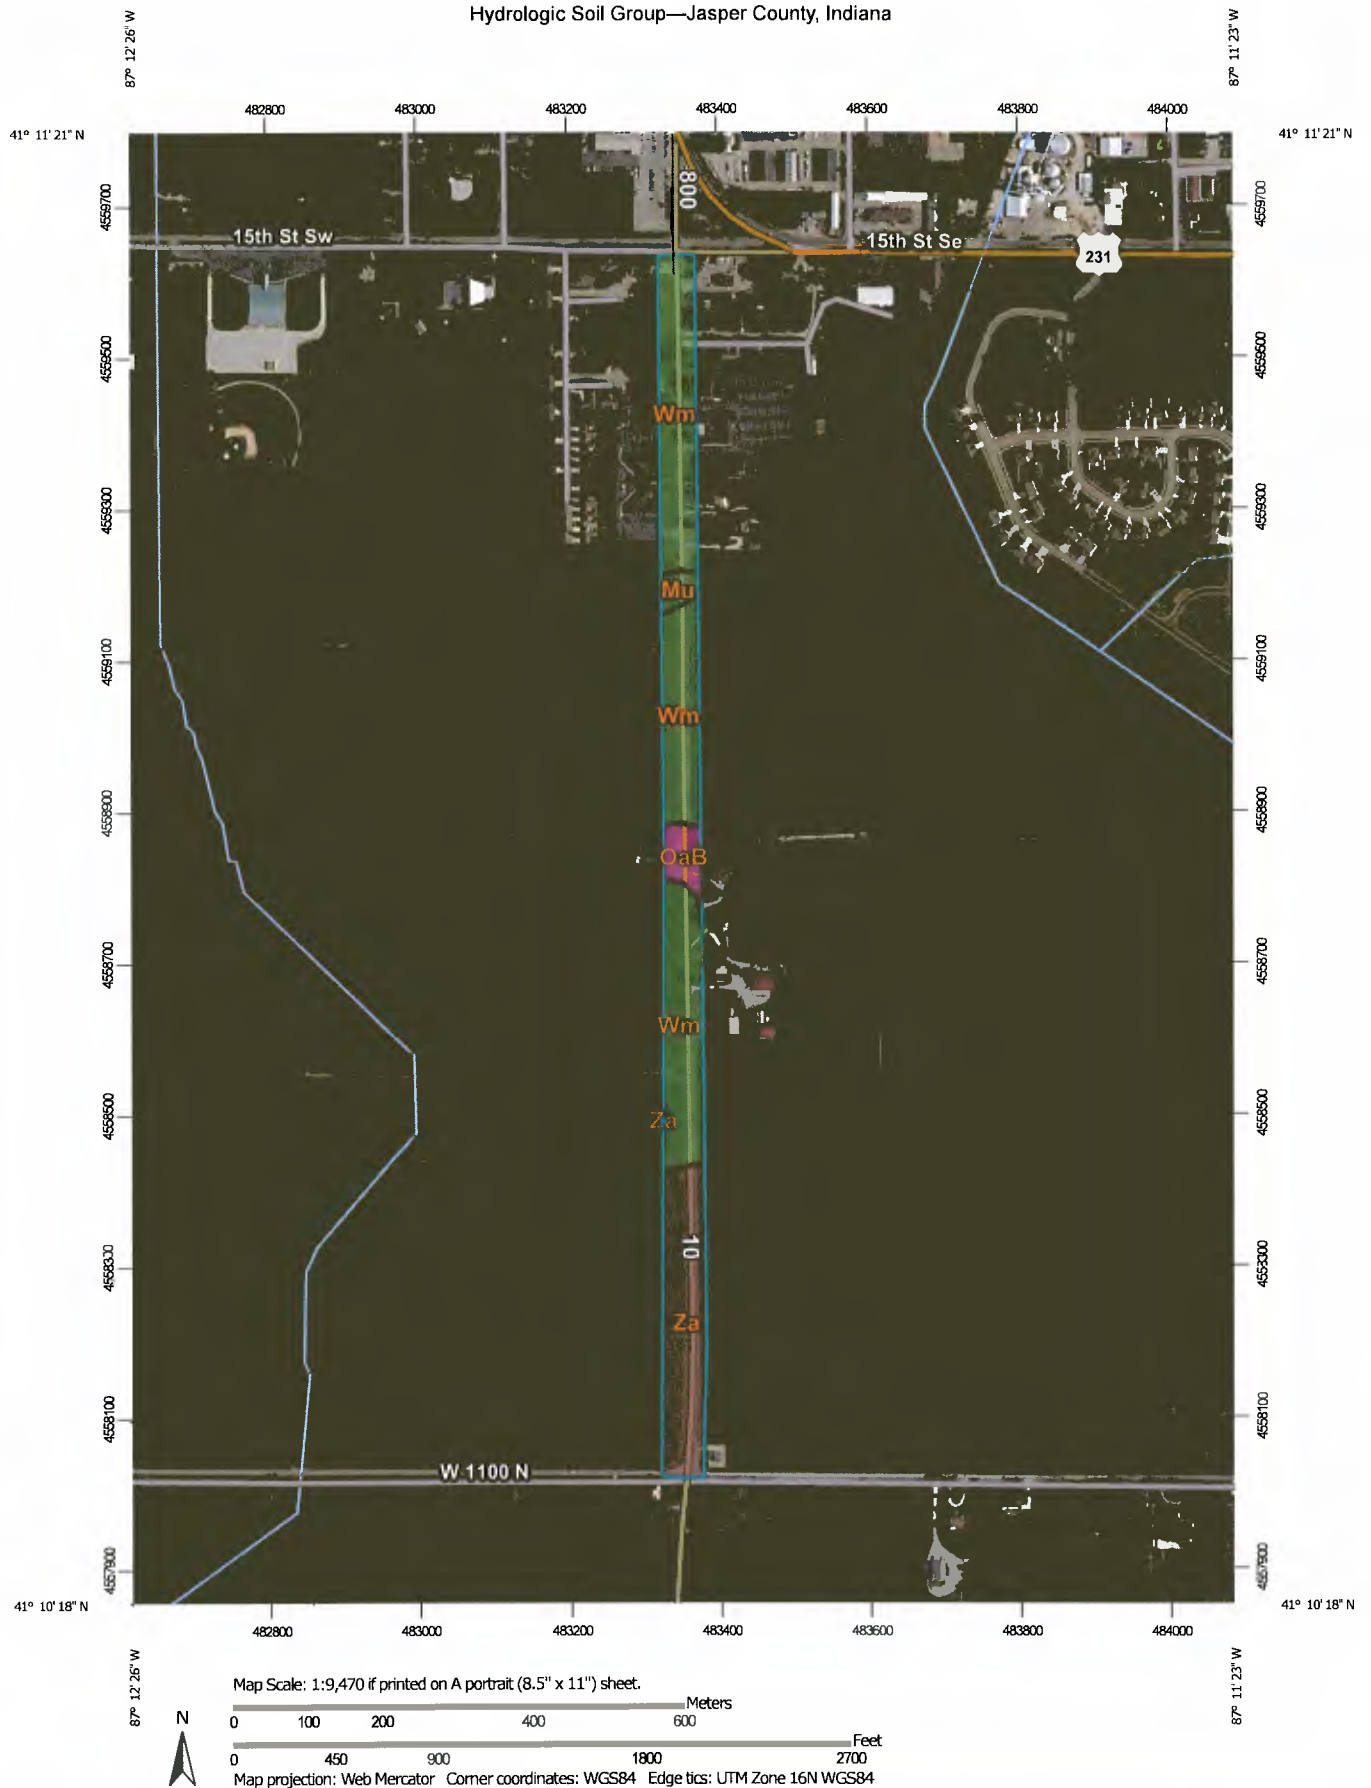 Hydrologic Soil Group—Jasper County, Indiana
87° 12' 26" W
87° 11' 23" W
482800 483000 483200 483400 483600 483800 484000
41° 11' 21" N
41° 11' 21" N
800
4559700
4559700
15th St Sw
15th St Se
231
4559500
4559500
Wm
4559300
4559300
Mu
4559100
4559100
Wm
4558900
4558900
OaB
4558700
4558700
Wm
4558500
4558500
Za
10
4558300
4558300
Za
4558100
4558100
W 1100 N
4557900
4557900
41° 10' 18" N
41° 10' 18" N
482800 483000 483200 483400 483600 483800 484000
87° 12' 26" W
87° 11' 23" W
Map Scale: 1:9,470 if printed on A portrait (8.5" x 11") sheet.
Meters
N
0 100 200 400 600
Feet
0 450 900 1800 2700
Map projection: Web Mercator Corner coordinates: WGS84 Edge tics: UTM Zone 16N WGS84